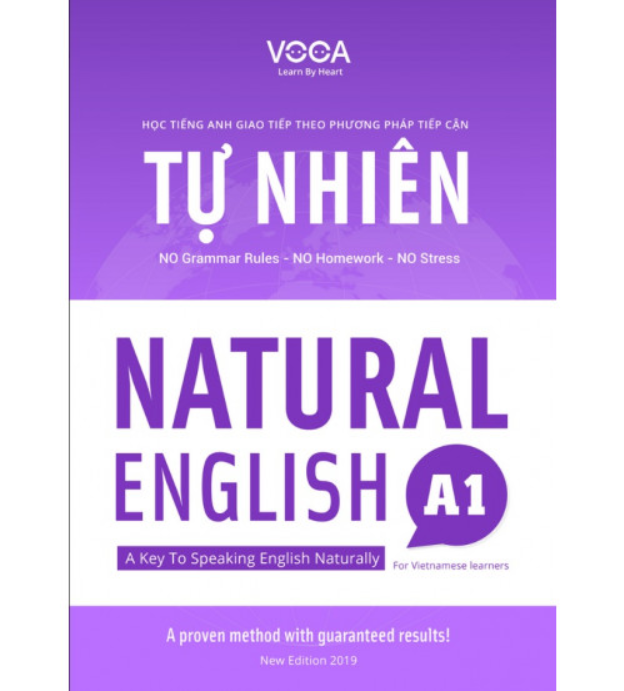 VOCA
Learn By Heart
HỌC TIẾNG ANH GIAO TIẾP THEO PHƯƠNG PHÁP TIẾP CẬN
TỰ NHIÊN
NO Grammar Rules - NO Homework - NO Stress
NATURAL
ENGLISH
A1
A Key To Speaking English Naturally
For Vietnamese learners
A proven method with guaranteed results!
New Edition 2019